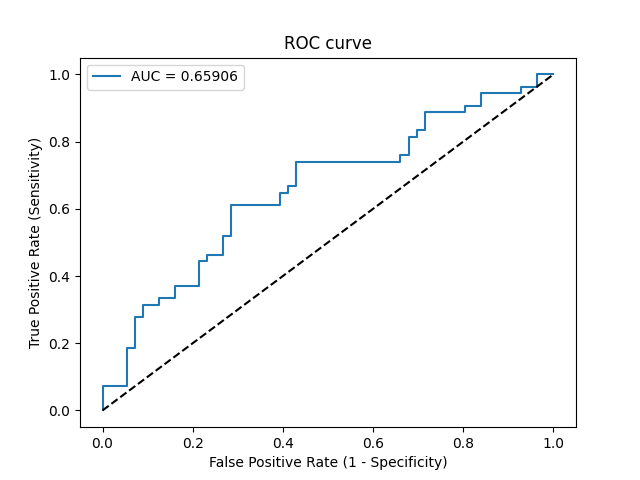 ROC curve
AUC = 0.65906
True Positive Rate (Sensitivity)
1.0
0.8
0.6
0.4
0.2
0.0
0.0 0.2 0.4 0.6 0.8 1.0
False Positive Rate (1 - Specificity)